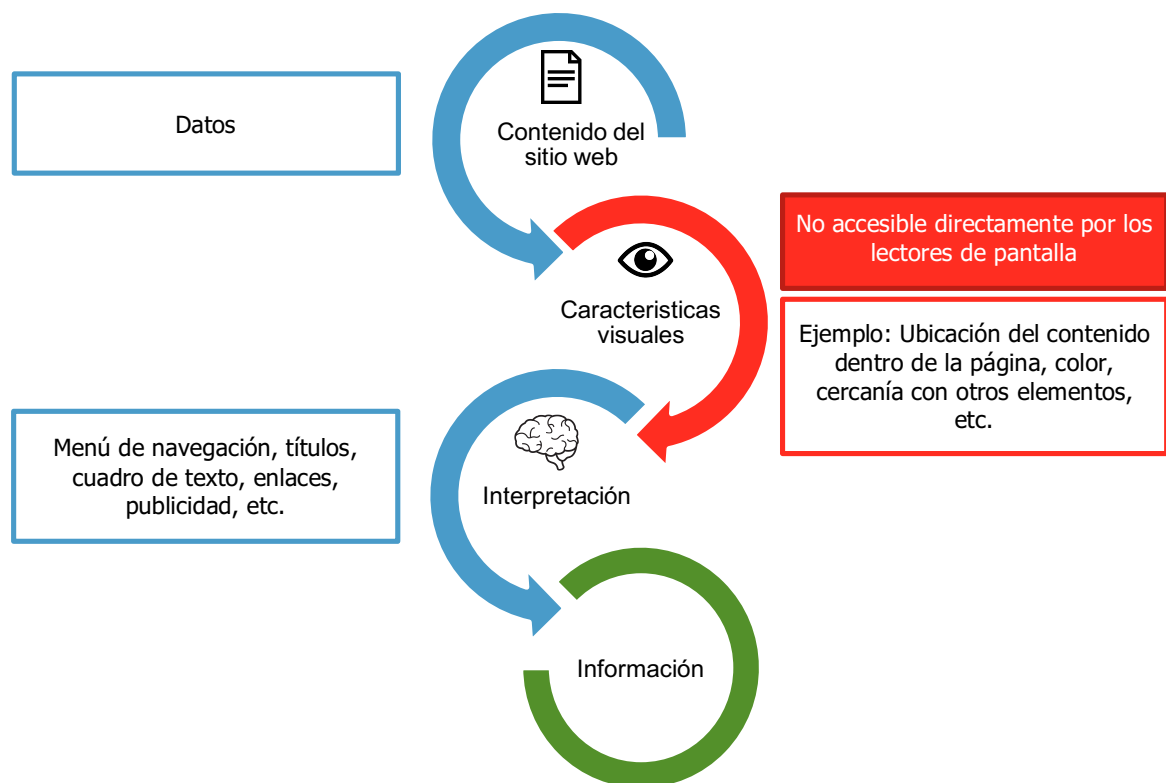 Datos
Contenido del
sitio web
No accesible directamente por los
lectores de pantalla
Caracteristicas
visuales
Ejemplo: Ubicación del contenido
dentro de la página, color,
cercanía con otros elementos,
etc.
Menú de navegación, títulos,
cuadro de texto, enlaces,
publicidad, etc.
Interpretación
Información